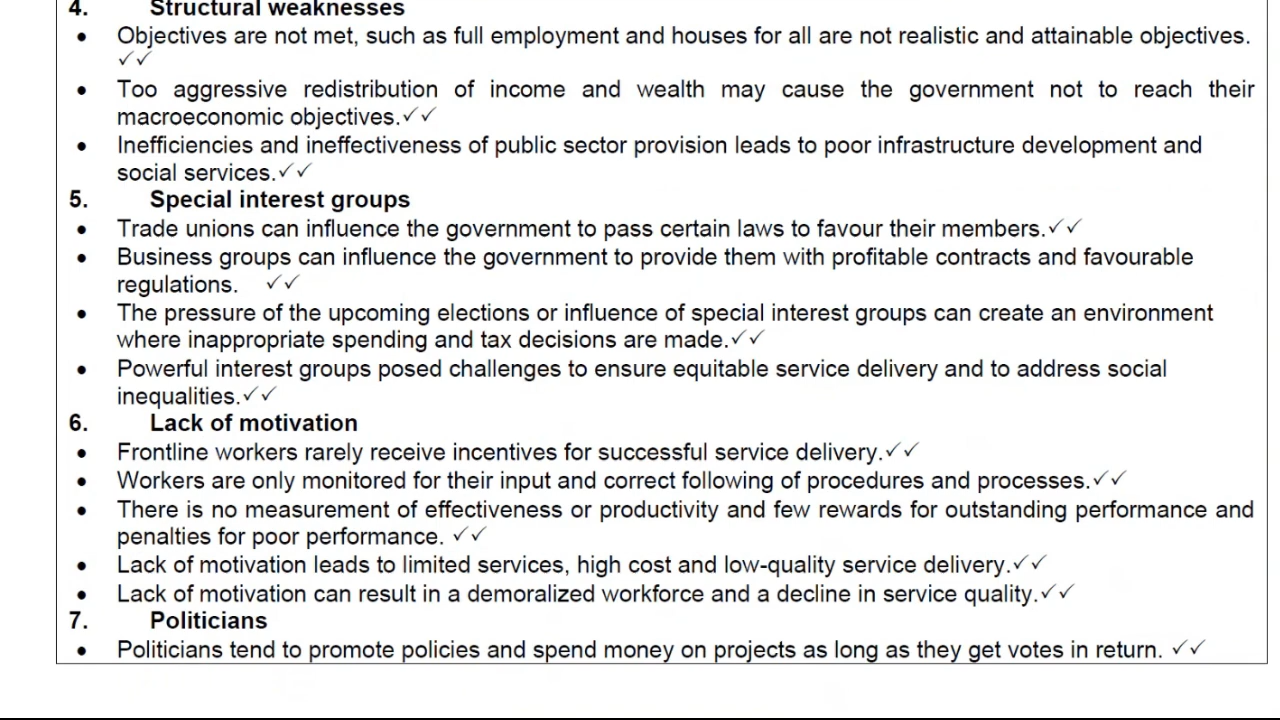 4. Structural weaknesses
• Objectives are not met, such as full employment and houses for all are not realistic and attainable objectives.
✓✓
• Too aggressive redistribution of income and wealth may cause the government not to reach their
macroeconomic objectives.✓✓
• Inefficiencies and ineffectiveness of public sector provision leads to poor infrastructure development and
social services.✓✓
5. Special interest groups
• Trade unions can influence the government to pass certain laws to favour their members.✓✓
• Business groups can influence the government to provide them with profitable contracts and favourable
regulations. ✓✓
• The pressure of the upcoming elections or influence of special interest groups can create an environment
where inappropriate spending and tax decisions are made.✓✓
• Powerful interest groups posed challenges to ensure equitable service delivery and to address social
inequalities.✓✓
6. Lack of motivation
• Frontline workers rarely receive incentives for successful service delivery.✓✓
• Workers are only monitored for their input and correct following of procedures and processes.✓✓
• There is no measurement of effectiveness or productivity and few rewards for outstanding performance and
penalties for poor performance. ✓✓
• Lack of motivation leads to limited services, high cost and low-quality service delivery.✓✓
• Lack of motivation can result in a demoralized workforce and a decline in service quality.✓✓
7. Politicians
• Politicians tend to promote policies and spend money on projects as long as they get votes in return. ✓✓